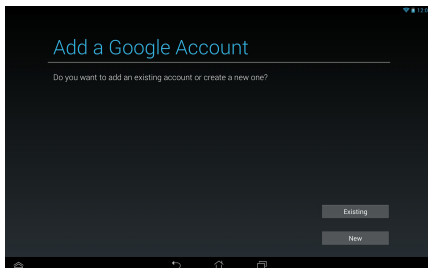 Add a Google Account
Do you want to add an existing account or create a new one?
Existing
New